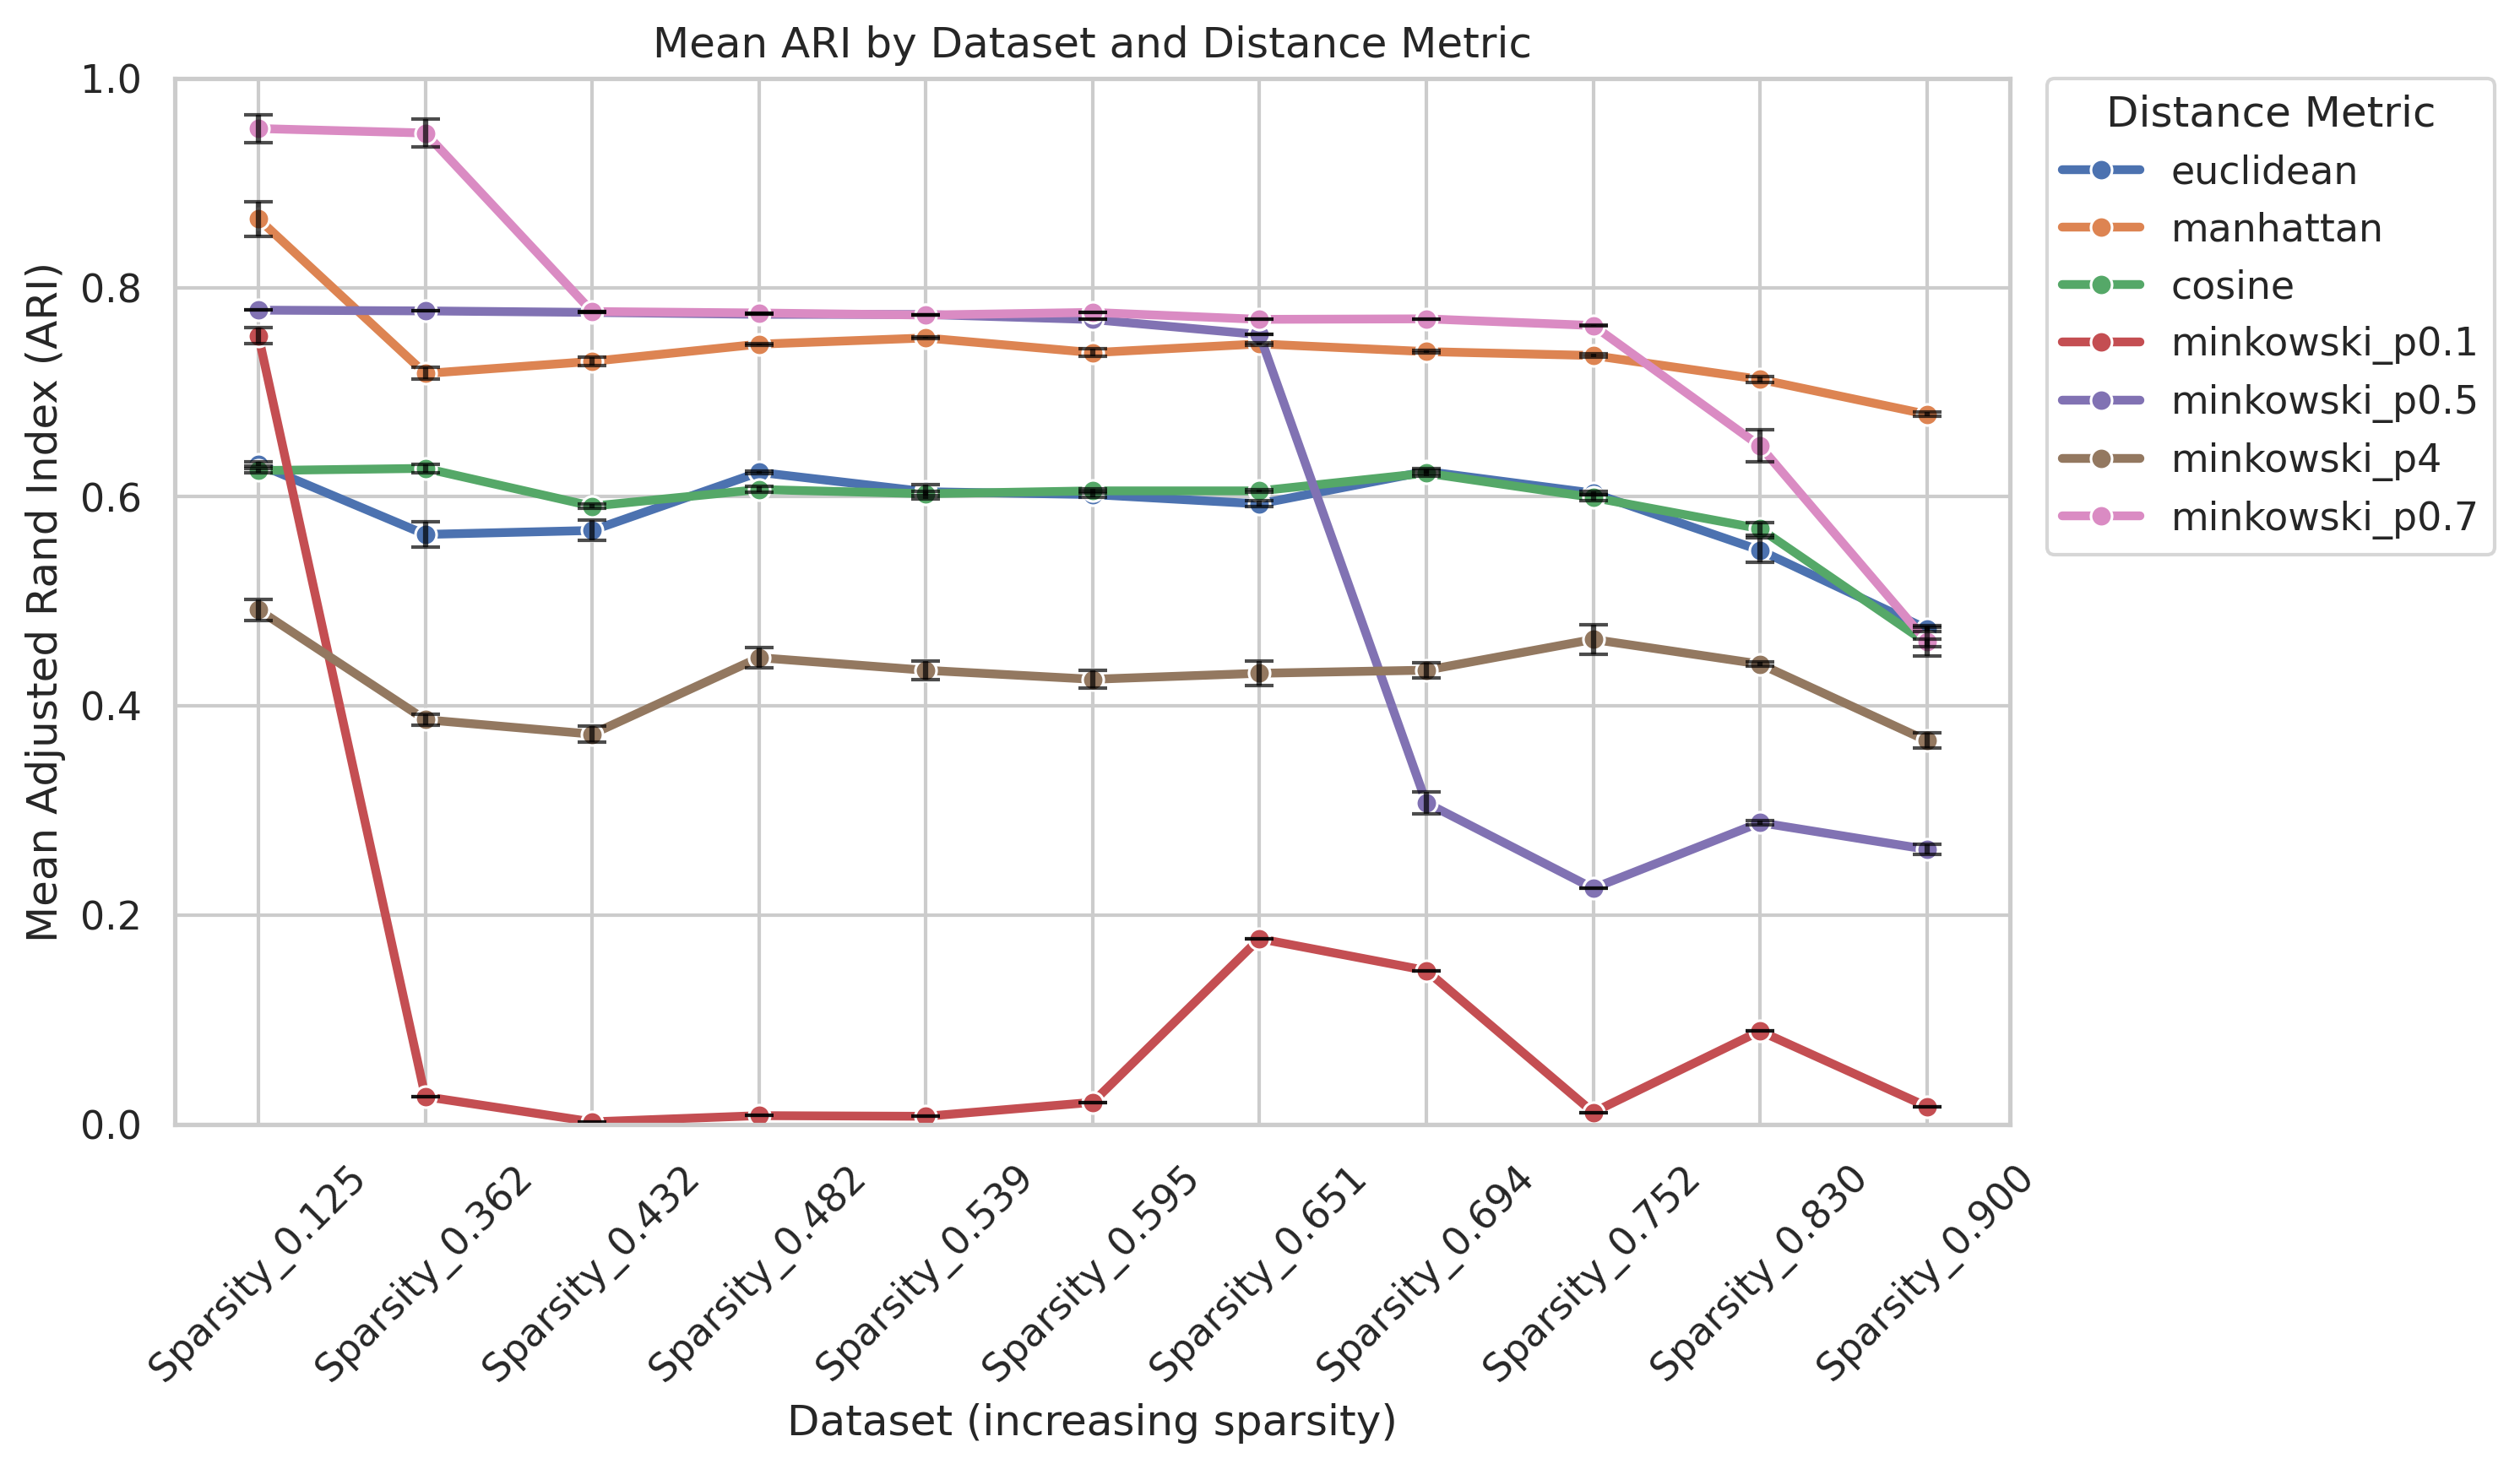 Mean ARI by Dataset and Distance Metric
Mean Adjusted Rand Index (ARI)
1.0
0.8
0.6
0.4
0.2
0.0
Sparsity_0.125
Sparsity_0.362
Sparsity_0.432
Sparsity_0.482
Sparsity_0.539
Sparsity_0.595
Sparsity_0.651
Sparsity_0.694
Sparsity_0.752
Sparsity_0.830
Sparsity_0.900
Dataset (increasing sparsity)
Distance Metric
euclidean
manhattan
cosine
minkowski_p0.1
minkowski_p0.5
minkowski_p4
minkowski_p0.7